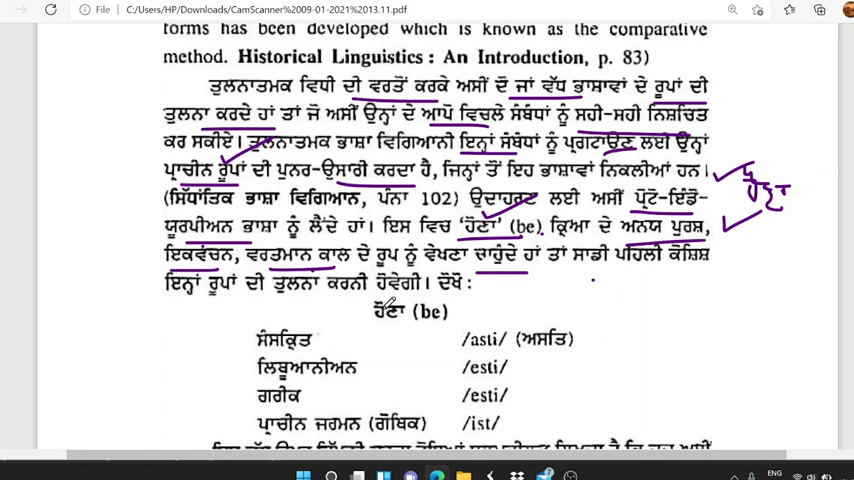 File
C:/Users/HP/Downloads/CamScanner%2009-01-2021%2013.11.pdf
forms has been developed which is known as the comparative
method. Historical Linguistics : An Introduction, p. 83)
ਤੁਲਨਾਤਮਕ ਵਿਧੀ ਦੀ ਵਰਤੋਂ ਕਰਕੇ ਅਸੀਂ ਦੋ ਜਾਂ ਵੱਧ ਭਾਸ਼ਾਵਾਂ ਦੇ ਰੂਪਾਂ ਦੀ
ਤੁਲਨਾ ਕਰਦੇ ਹਾਂ ਤਾਂ ਜੋ ਅਸੀਂ ਉਨ੍ਹਾਂ ਦੇ ਆਪੋ ਵਿਚਲੇ ਸੰਬੰਧਾਂ ਨੂੰ ਸਹੀ-ਸਹੀ ਨਿਸ਼ਚਿਤ
ਕਰ ਸਕੀਏ। ਤੁਲਨਾਤਮਕ ਭਾਸ਼ਾ ਵਿਗਿਆਨੀ ਇਨ੍ਹਾਂ ਸੰਬੰਧਾਂ ਨੂੰ ਪ੍ਰਗਟਾਉਣ ਲਈ ਉਨ੍ਹਾਂ
ਪ੍ਰਾਚੀਨ ਰੂਪਾਂ ਦੀ ਪੁਨਰ-ਉਸਾਰੀ ਕਰਦਾ ਹੈ, ਜਿਨ੍ਹਾਂ ਤੋਂ ਇਹ ਭਾਸ਼ਾਵਾਂ ਨਿਕਲੀਆਂ ਹਨ।
(ਸਿੱਧਾਂਤਿਕ ਭਾਸ਼ਾ ਵਿਗਿਆਨ, ਪੰਨਾ 102) ਉਦਾਹਰਣ ਲਈ ਅਸੀਂ ਪ੍ਰੋਟੋ-ਇੰਡੋ-
ਯੂਰਪੀਅਨ ਭਾਸ਼ਾ ਨੂੰ ਲੈਂਦੇ ਹਾਂ। ਇਸ ਵਿਚ 'ਹੋਣਾ' (be) ਕ੍ਰਿਆ ਦੇ ਅਨਯ ਪੁਰਸ਼,
ਇਕਵੰਚਨ, ਵਰਤਮਾਨ ਕਾਲ ਦੇ ਰੂਪ ਨੂੰ ਵੇਖਣਾ ਚਾਹੁੰਦੇ ਹਾਂ ਤਾਂ ਸਾਡੀ ਪਹਿਲੀ ਕੋਸ਼ਿਸ਼
ਇਨ੍ਹਾਂ ਰੂਪਾਂ ਦੀ ਤੁਲਨਾ ਕਰਨੀ ਹੋਵੇਗੀ। ਦੇਖੋ :
ਹੋਣਾ (be)
ਸੰਸਕ੍ਰਿਤ /asti/ (ਅਸਤਿ)
ਲਿਥੂਆਨੀਅਨ /esti/
ਗਰੀਕ /esti/
ਪ੍ਰਾਚੀਨ ਜਰਮਨ (ਗੋਥਿਕ) /ist/
ENG